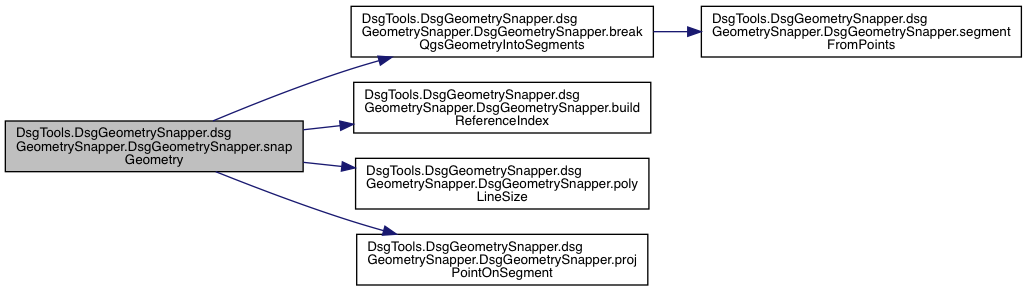 DsgTools.DsgGeometrySnapper.dsg
GeometrySnapper.DsgGeometrySnapper.snap
Geometry
DsgTools.DsgGeometrySnapper.dsg
GeometrySnapper.DsgGeometrySnapper.break
QgsGeometryIntoSegments
DsgTools.DsgGeometrySnapper.dsg
GeometrySnapper.DsgGeometrySnapper.segment
FromPoints
DsgTools.DsgGeometrySnapper.dsg
GeometrySnapper.DsgGeometrySnapper.build
ReferenceIndex
DsgTools.DsgGeometrySnapper.dsg
GeometrySnapper.DsgGeometrySnapper.poly
LineSize
DsgTools.DsgGeometrySnapper.dsg
GeometrySnapper.DsgGeometrySnapper.proj
PointOnSegment